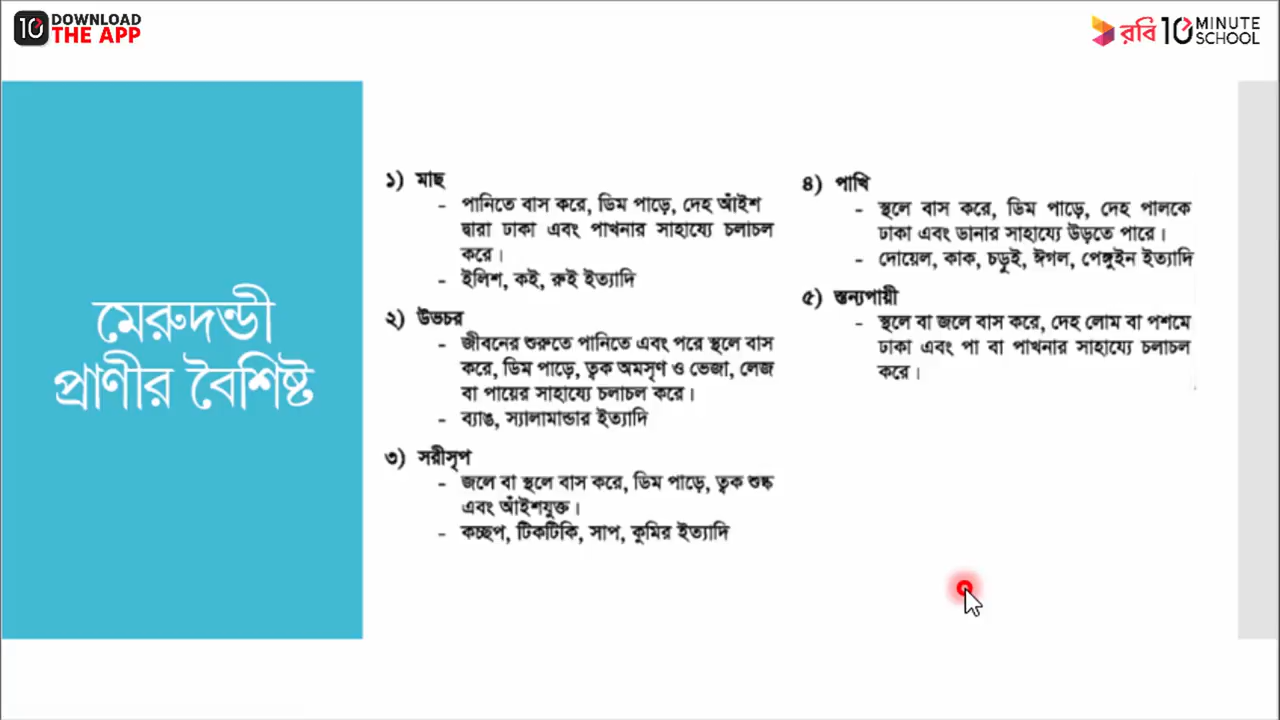 DOWNLOAD
THE APP
রবি 10 MINUTE
SCHOOL
মেরুদন্ডী
প্রাণীর বৈশিষ্ট
১) মাছ
- পানিতে বাস করে, ডিম পাড়ে, দেহ আঁইশ
দ্বারা ঢাকা এবং পাখনার সাহায্যে চলাচল
করে।
- ইলিশ, কই, রুই ইত্যাদি
২) উভচর
- জীবনের শুরুতে পানিতে এবং পরে স্থলে বাস
করে, ডিম পাড়ে, ত্বক অমসৃণ ও ভেজা, লেজ
বা পায়ের সাহায্যে চলাচল করে।
- ব্যাঙ, স্যালামান্ডার ইত্যাদি
৩) সরীসৃপ
- জলে বা স্থলে বাস করে, ডিম পাড়ে, ত্বক শুষ্ক
এবং আঁইশযুক্ত।
- কচ্ছপ, টিকটিকি, সাপ, কুমির ইত্যাদি
৪) পাখি
- স্থলে বাস করে, ডিম পাড়ে, দেহ পালকে
ঢাকা এবং ডানার সাহায্যে উড়তে পারে।
- দোয়েল, কাক, চড়ুই, ঈগল, পেঙ্গুইন ইত্যাদি
৫) স্তন্যপায়ী
- স্থলে বা জলে বাস করে, দেহ লোম বা পশমে
ঢাকা এবং পা বা পাখনার সাহায্যে চলাচল
করে।